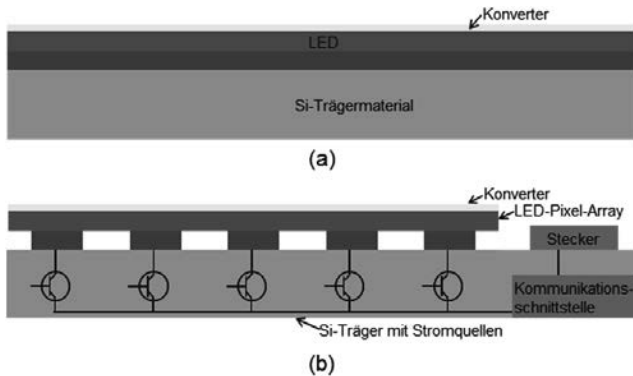 Konverter
LED
Si-Trägermaterial
(a)
Konverter
LED-Pixel-Array
Stecker
Kommunikations-
schnittstelle
Si-Träger mit Stromquellen
(b)